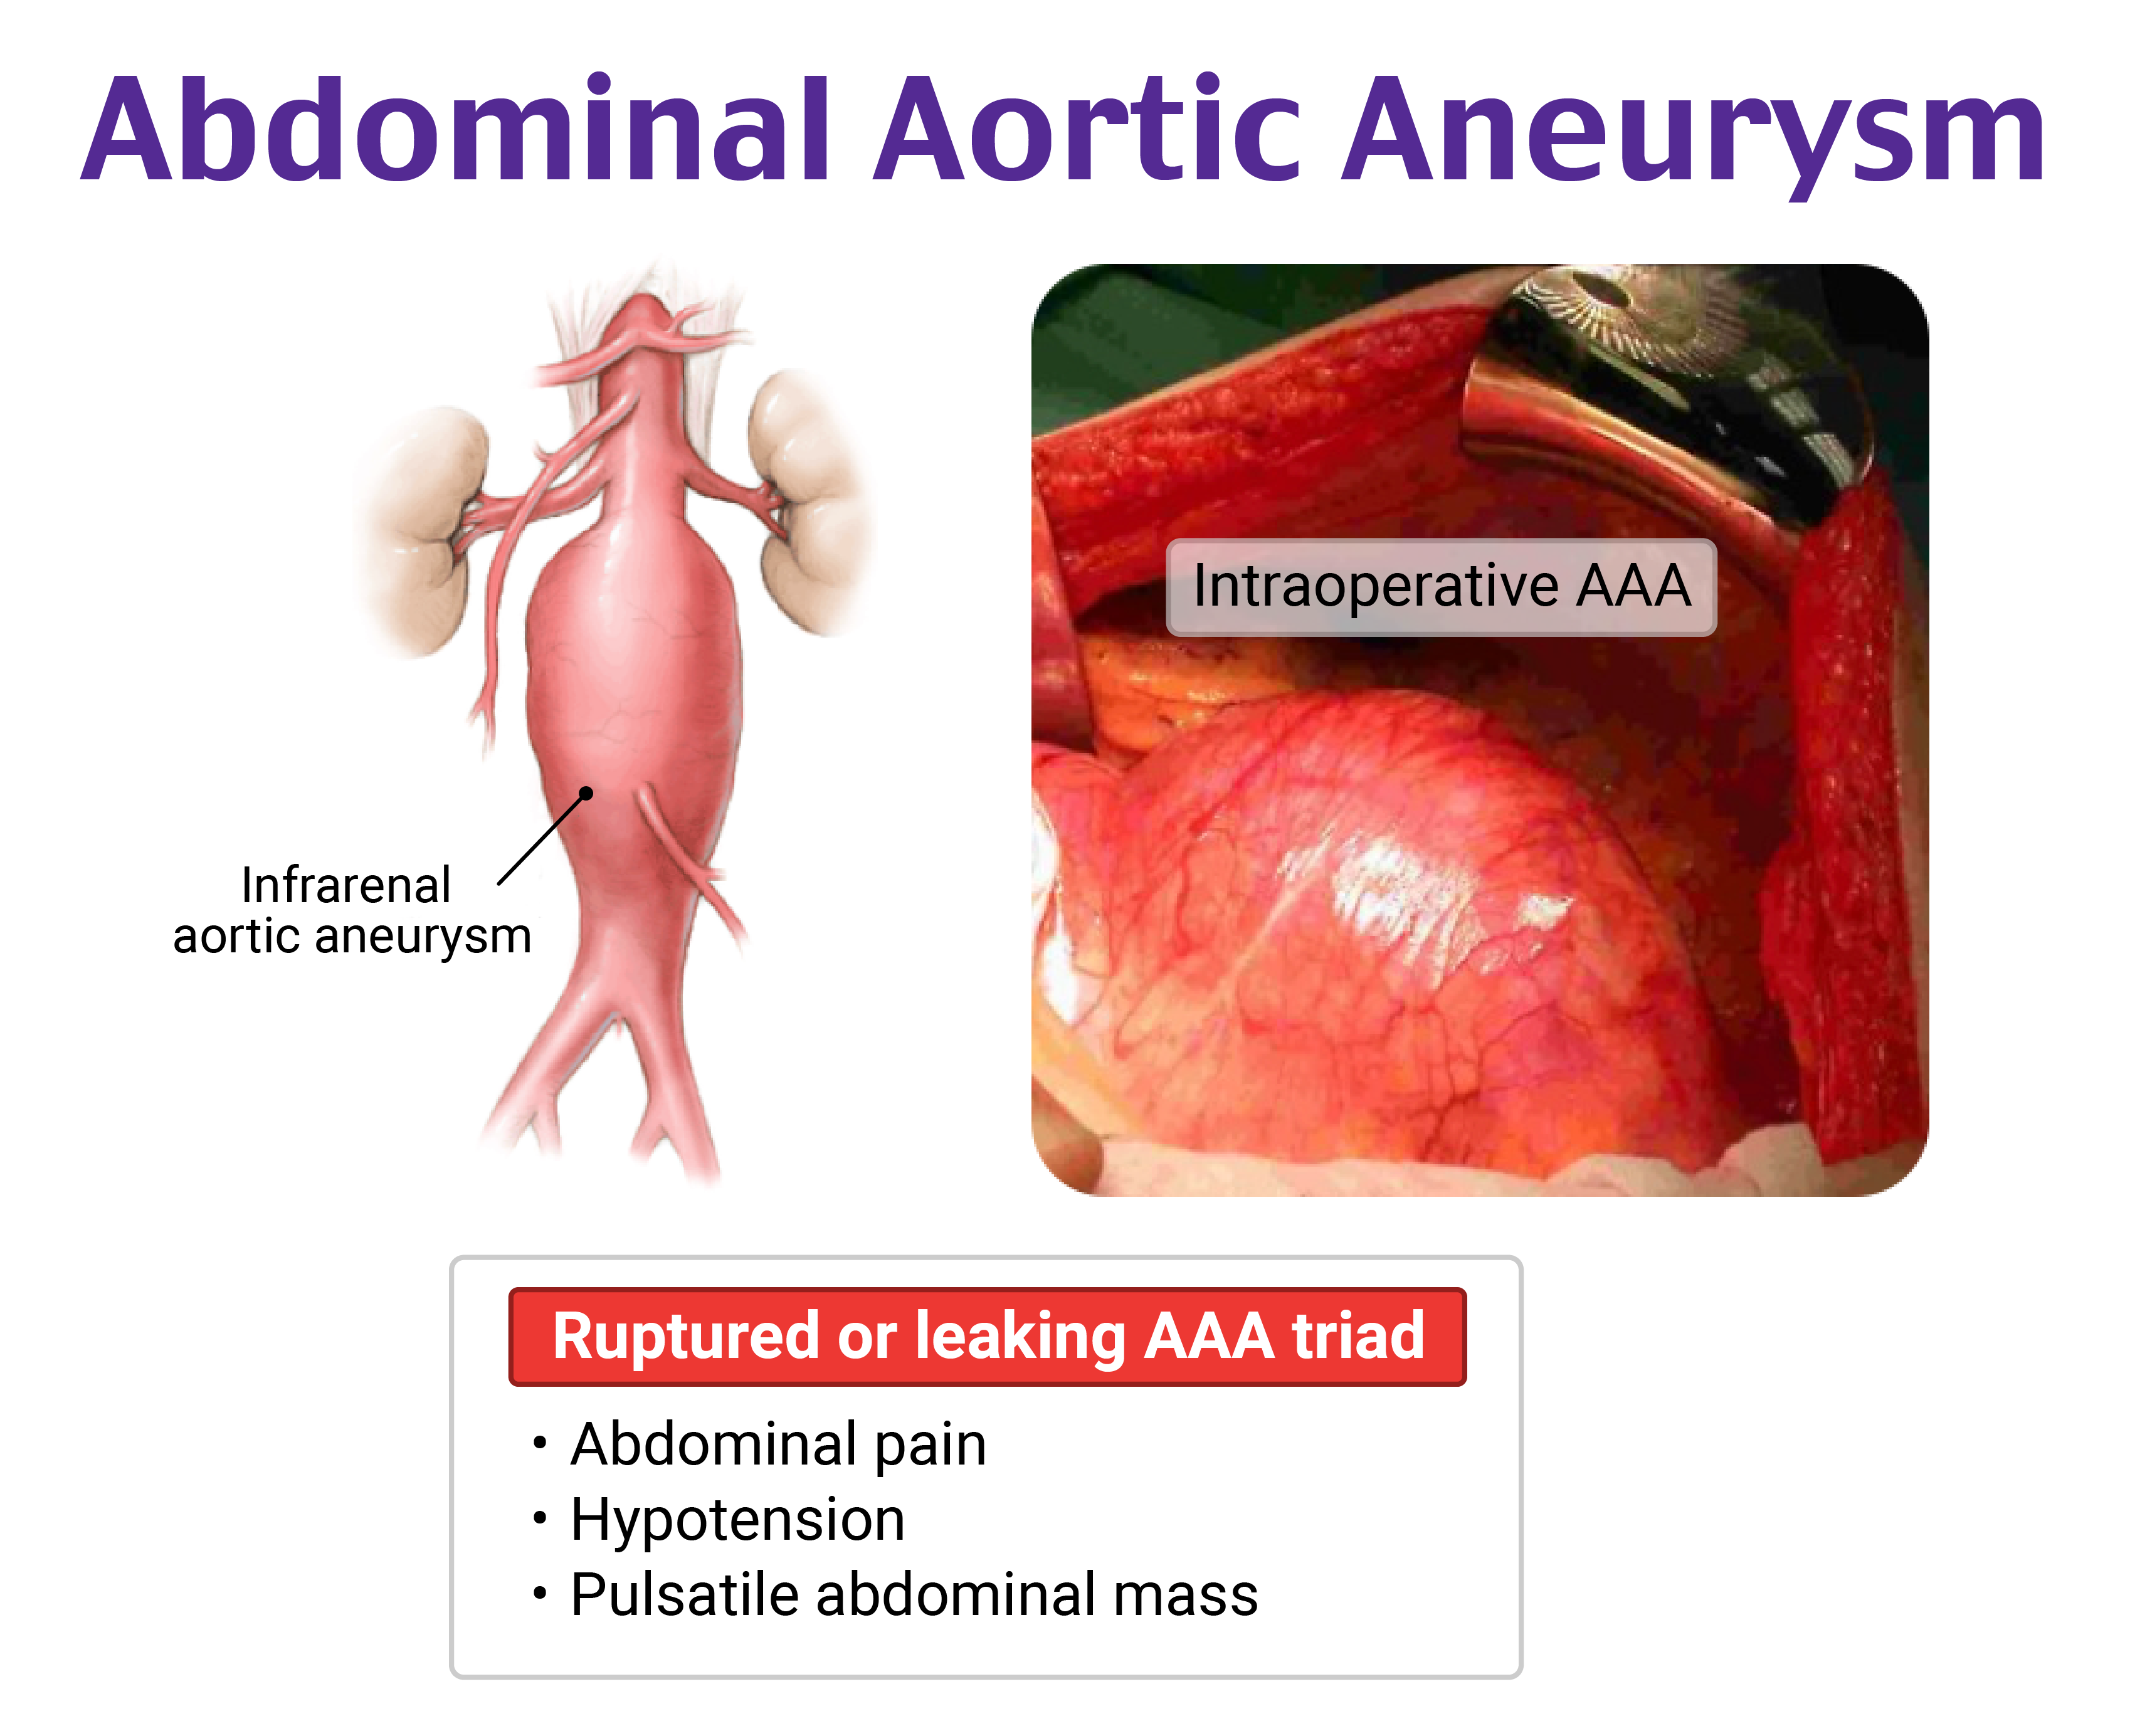 Abdominal Aortic Aneurysm
Intraoperative AAA
Infrarenal
aortic aneurysm
Ruptured or leaking AAA triad
• Abdominal pain
• Hypotension
• Pulsatile abdominal mass